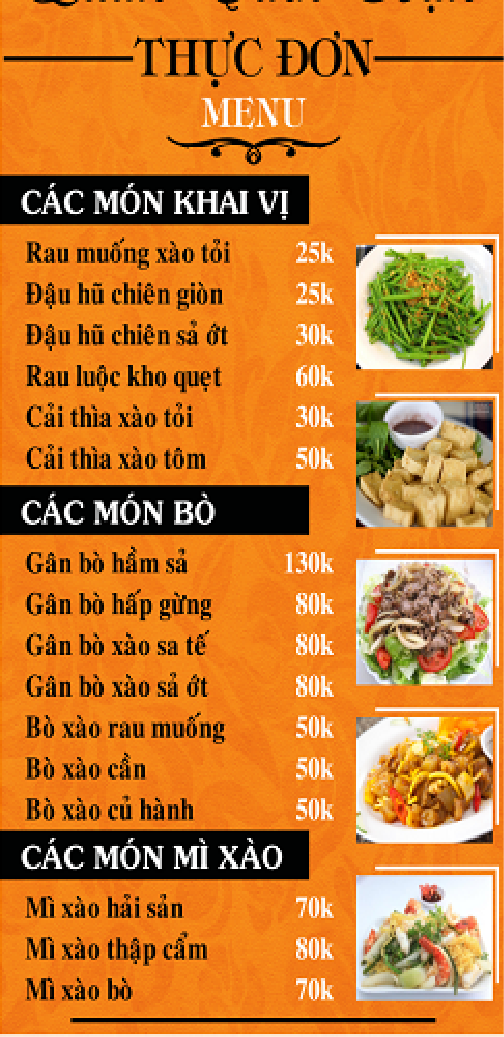 THỰC ĐƠN
MENU
CÁC MÓN KHAI VỊ
Rau muống xào tỏi 25k
Đậu hũ chiên giòn 25k
Đậu hũ chiên sả ớt 30k
Rau luộc kho quẹt 60k
Cải thìa xào tỏi 30k
Cải thìa xào tôm 50k
CÁC MÓN BÒ
Gân bò hầm sả 130k
Gân bò hấp gừng 80k
Gân bò xào sa tế 80k
Gân bò xào sả ớt 80k
Bò xào rau muống 50k
Bò xào cần 50k
Bò xào củ hành 50k
CÁC MÓN MÌ XÀO
Mì xào hải sản 70k
Mì xào thập cẩm 80k
Mì xào bò 70k